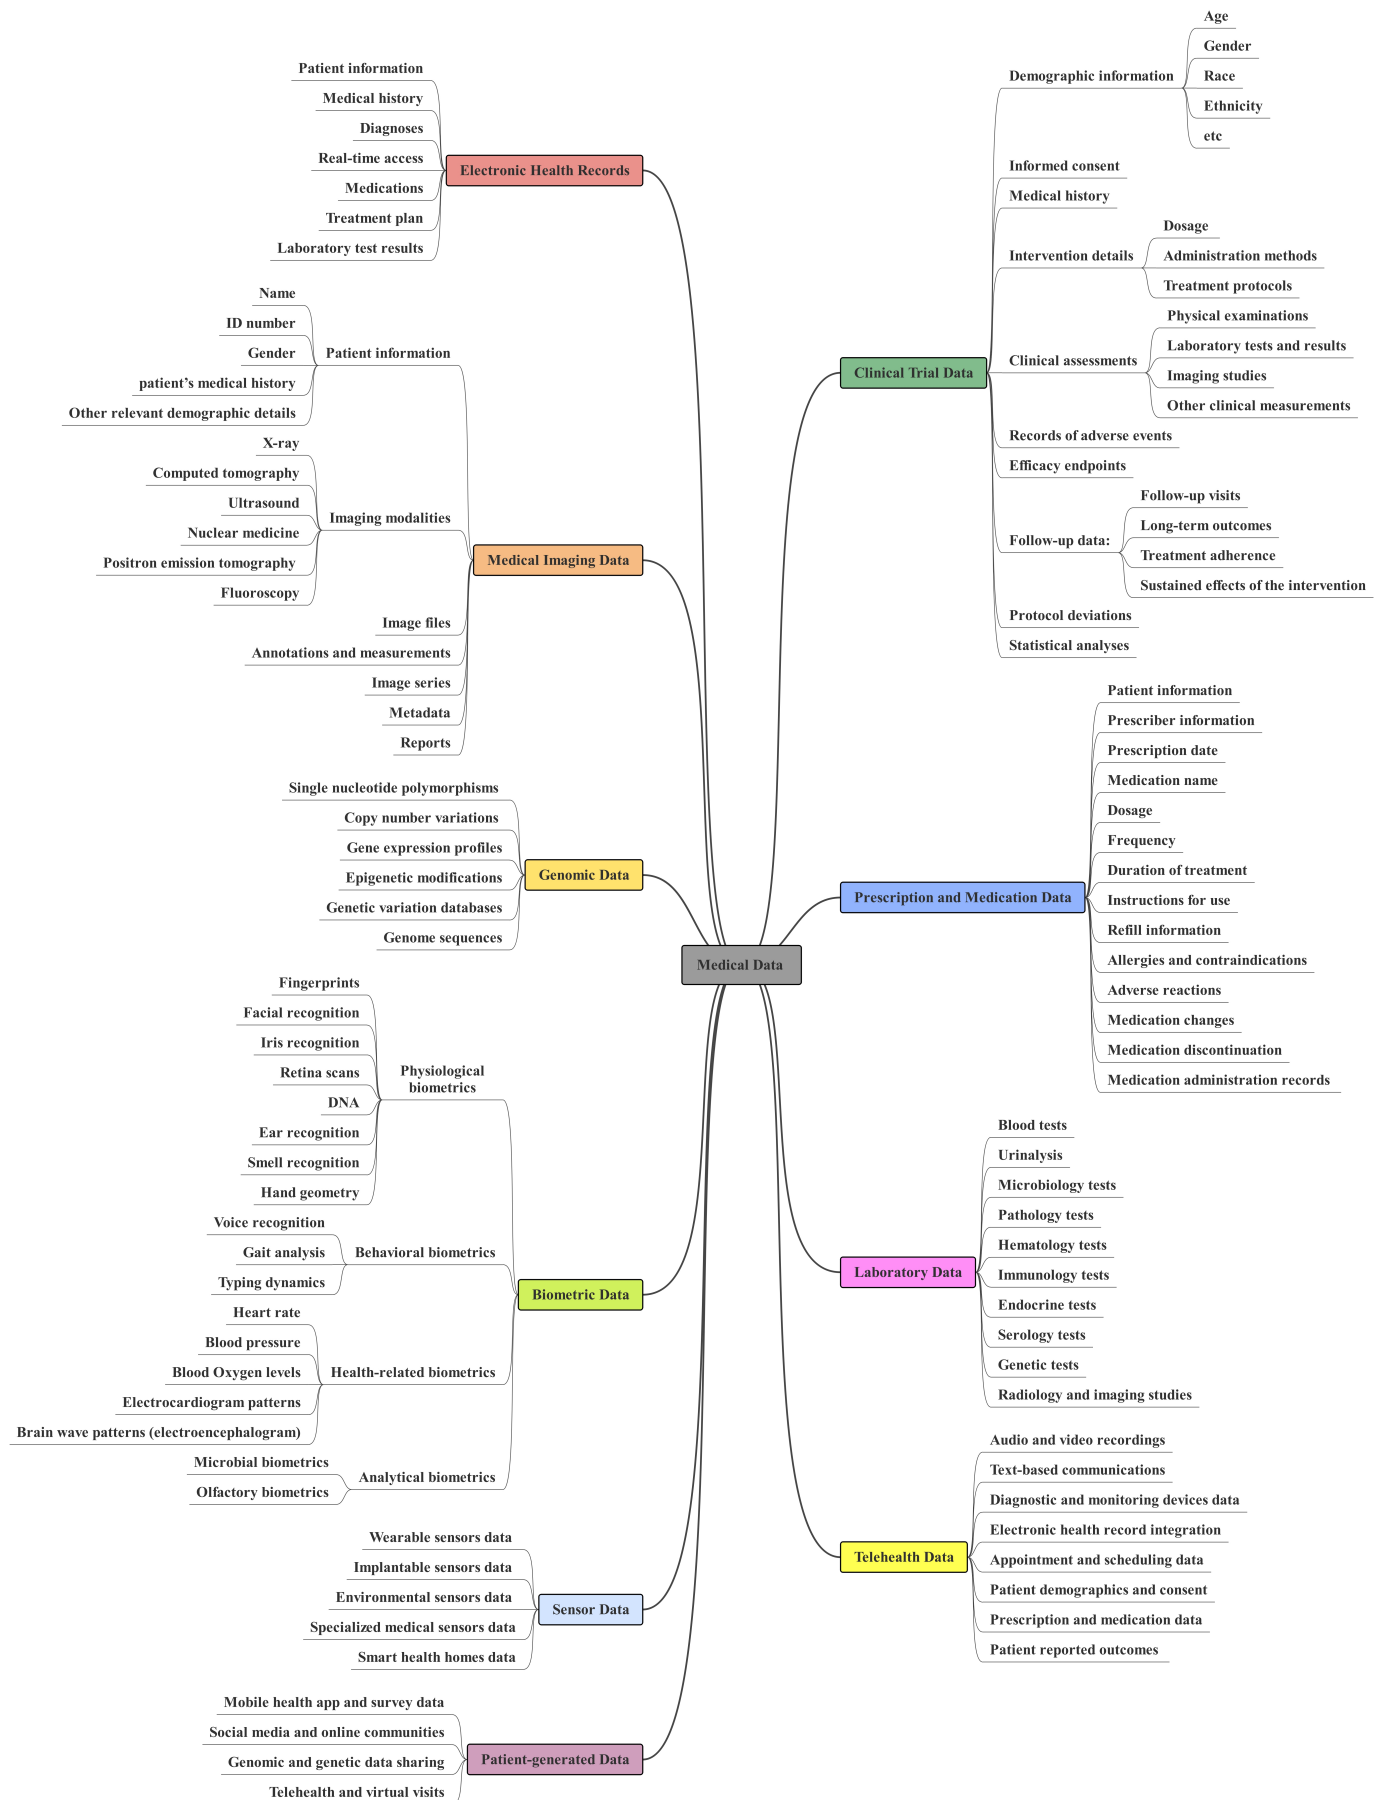 Medical Data
Electronic Health Records
Patient information
Medical history
Diagnoses
Real-time access
Medications
Treatment plan
Laboratory test results
Medical Imaging Data
Patient information
Name
ID number
Gender
patient’s medical history
Other relevant demographic details
Imaging modalities
X-ray
Computed tomography
Ultrasound
Nuclear medicine
Positron emission tomography
Fluoroscopy
Image files
Annotations and measurements
Image series
Metadata
Reports
Genomic Data
Single nucleotide polymorphisms
Copy number variations
Gene expression profiles
Epigenetic modifications
Genetic variation databases
Genome sequences
Biometric Data
Physiological
biometrics
Fingerprints
Facial recognition
Iris recognition
Retina scans
DNA
Ear recognition
Smell recognition
Hand geometry
Behavioral biometrics
Voice recognition
Gait analysis
Typing dynamics
Health-related biometrics
Heart rate
Blood pressure
Blood Oxygen levels
Electrocardiogram patterns
Brain wave patterns (electroencephalogram)
Analytical biometrics
Microbial biometrics
Olfactory biometrics
Sensor Data
Wearable sensors data
Implantable sensors data
Environmental sensors data
Specialized medical sensors data
Smart health homes data
Patient-generated Data
Mobile health app and survey data
Social media and online communities
Genomic and genetic data sharing
Telehealth and virtual visits
Clinical Trial Data
Demographic information
Age
Gender
Race
Ethnicity
etc
Informed consent
Medical history
Intervention details
Dosage
Administration methods
Treatment protocols
Clinical assessments
Physical examinations
Laboratory tests and results
Imaging studies
Other clinical measurements
Records of adverse events
Efficacy endpoints
Follow-up data:
Follow-up visits
Long-term outcomes
Treatment adherence
Sustained effects of the intervention
Protocol deviations
Statistical analyses
Prescription and Medication Data
Patient information
Prescriber information
Prescription date
Medication name
Dosage
Frequency
Duration of treatment
Instructions for use
Refill information
Allergies and contraindications
Adverse reactions
Medication changes
Medication discontinuation
Medication administration records
Laboratory Data
Blood tests
Urinalysis
Microbiology tests
Pathology tests
Hematology tests
Immunology tests
Endocrine tests
Serology tests
Genetic tests
Radiology and imaging studies
Telehealth Data
Audio and video recordings
Text-based communications
Diagnostic and monitoring devices data
Electronic health record integration
Appointment and scheduling data
Patient demographics and consent
Prescription and medication data
Patient reported outcomes